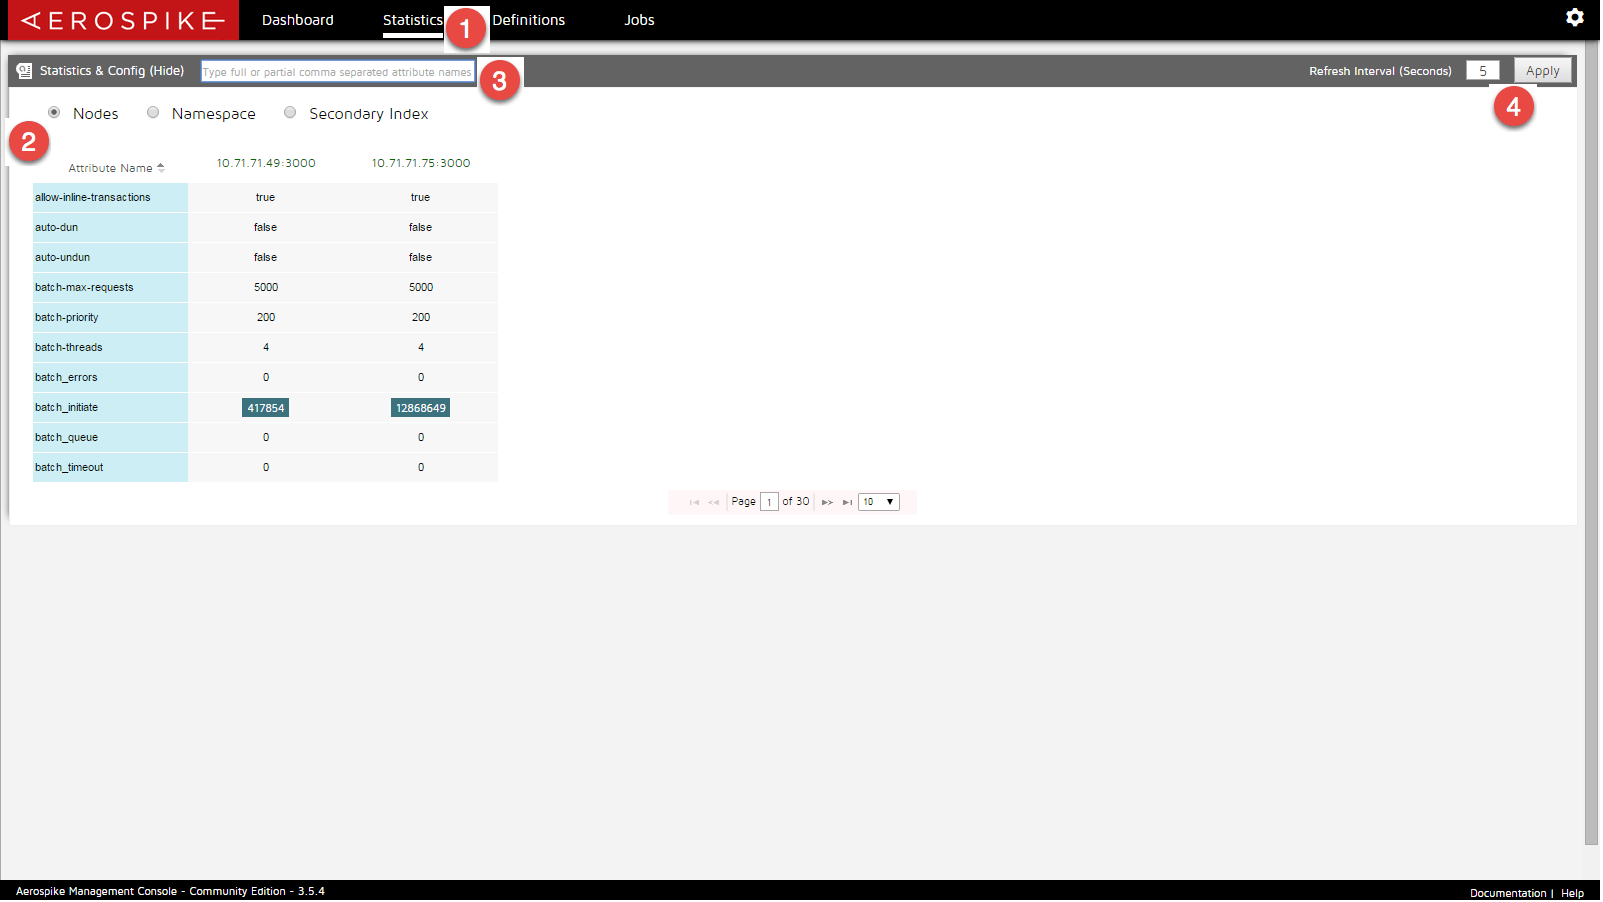 AEROSPIKE Dashboard Statistics 1 Definitions Jobs
Statistics & Config (Hide) Type full or partial comma separated attribute names 3 Refresh Interval (Seconds) 5 Apply
4
Nodes Namespace Secondary Index
2
Attribute Name 10.71.71.49:3000 10.71.71.75:3000
allow-inline-transactions true true
auto-dun false false
auto-undun false false
batch-max-requests 5000 5000
batch-priority 200 200
batch-threads 4 4
batch_errors 0 0
batch_initiate 417854 12868649
batch_queue 0 0
batch_timeout 0 0
Page 1 of 30 10
Aerospike Management Console - Community Edition - 3.5.4 Documentation | Help